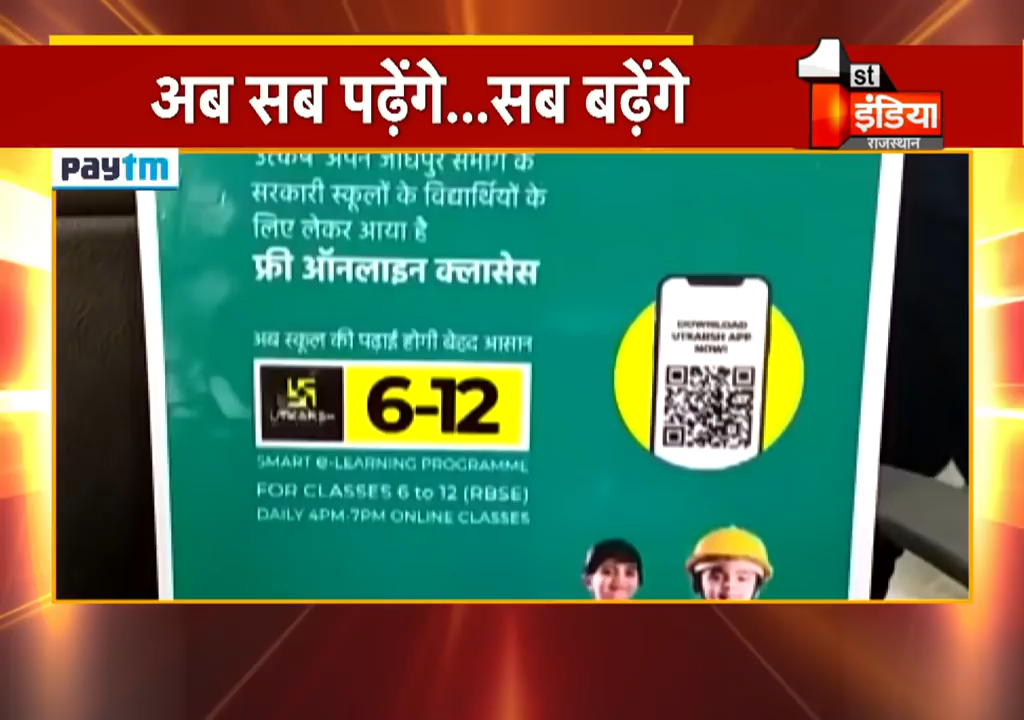 अब सब पढ़ेंगे...सब बढ़ेंगे
1st
इंडिया
राजस्थान
paytm
उत्कर्ष अपने जोधपुर संभाग के
सरकारी स्कूलों के विद्यार्थियों के
लिए लेकर आया है
फ्री ऑनलाइन क्लासेस
अब स्कूल की पढ़ाई होगी बेहद आसान
UTKARSH
6-12
SMART e-LEARNING PROGRAMME
FOR CLASSES 6 to 12 (RBSE)
DAILY 4PM-7PM ONLINE CLASSES
DOWNLOAD
UTKARSH APP
NOW!